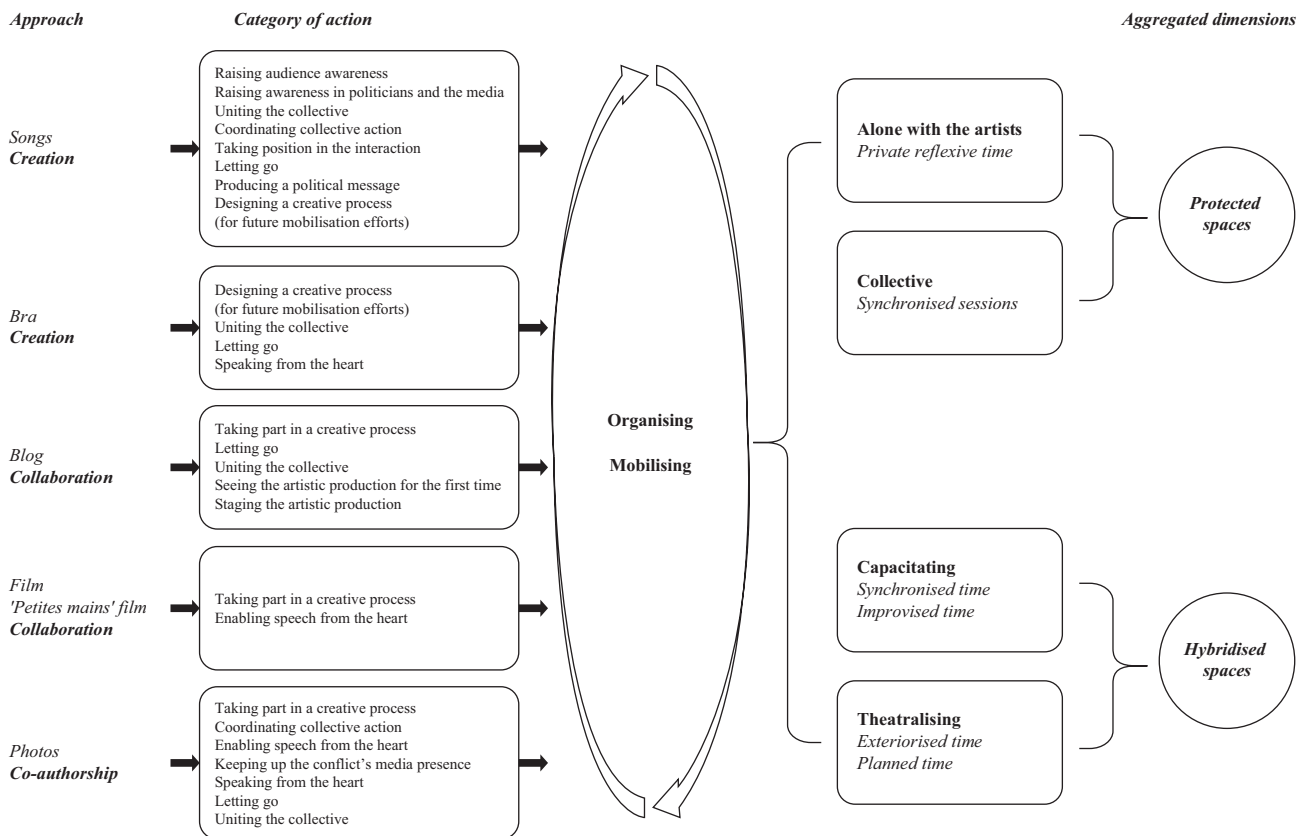 Approach
Category of action
Aggregated dimensions
Songs
Creation
Raising audience awareness
Raising awareness in politicians and the media
Uniting the collective
Coordinating collective action
Taking position in the interaction
Letting go
Producing a political message
Designing a creative process
(for future mobilisation efforts)
Bra
Creation
Designing a creative process
(for future mobilisation efforts)
Uniting the collective
Letting go
Speaking from the heart
Blog
Collaboration
Taking part in a creative process
Letting go
Uniting the collective
Seeing the artistic production for the first time
Staging the artistic production
Film
'Petites mains' film
Collaboration
Taking part in a creative process
Enabling speech from the heart
Photos
Co-authorship
Taking part in a creative process
Coordinating collective action
Enabling speech from the heart
Keeping up the conflict's media presence
Speaking from the heart
Letting go
Uniting the collective
Organising
Mobilising
Alone with the artists
Private reflexive time
Collective
Synchronised sessions
Capacitating
Synchronised time
Improvised time
Theatralising
Exteriorised time
Planned time
Protected
spaces
Hybridised
spaces